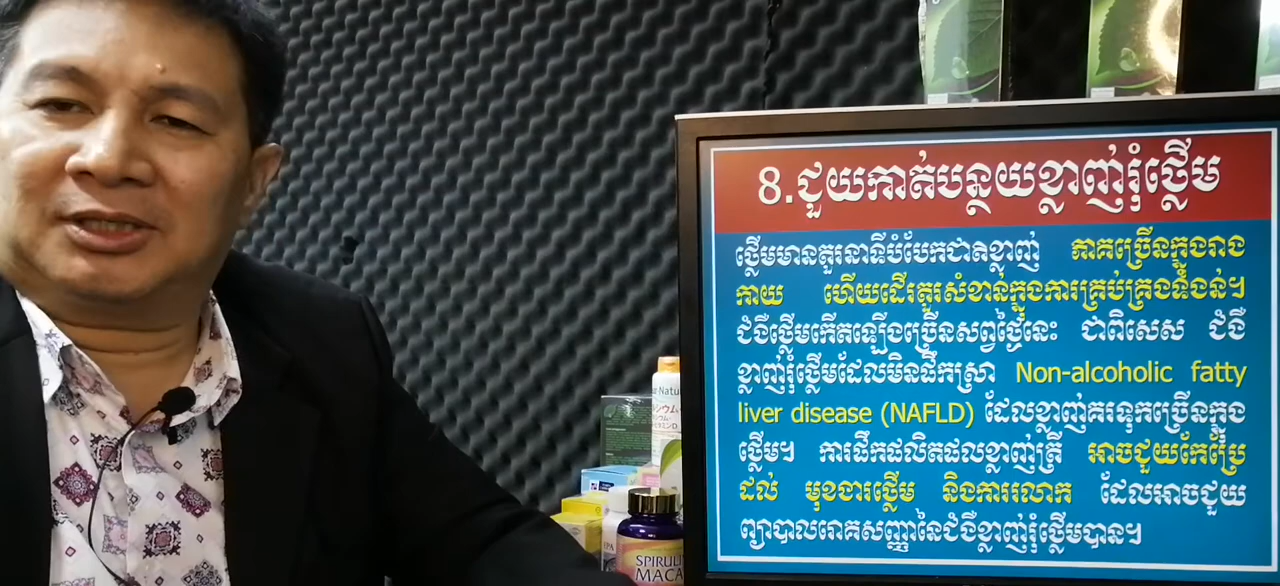 8.ជួយកាត់បន្ថយខ្លាញ់រុំថ្លើម
ថ្លើមមានតួរនាទីបំបែកជាតិខ្លាញ់ ភាគច្រើនក្នុងរាង
កាយ ហើយដើរតួរសំខាន់ក្នុងការគ្រប់គ្រងទំងន់។
ជំងឺថ្លើមកើតឡើងច្រើនសព្វថ្ងៃនេះ ជាពិសេស ជំងឺ
ខ្លាញ់រុំថ្លើមដែលមិនផឹកស្រា Non-alcoholic fatty
liver disease (NAFLD) ដែលខ្លាញ់គរទុកច្រើនក្នុង
ថ្លើម។ ការផឹកផលិតផលខ្លាញ់ត្រី អាចជួយកែប្រែ
ដល់ មុខងារថ្លើម និងការរលាក ដែលអាចជួយ
ព្យាបាលរោគសញ្ញានៃជំងឺខ្លាញ់រុំថ្លើមបាន។
SPIRUL
MACA